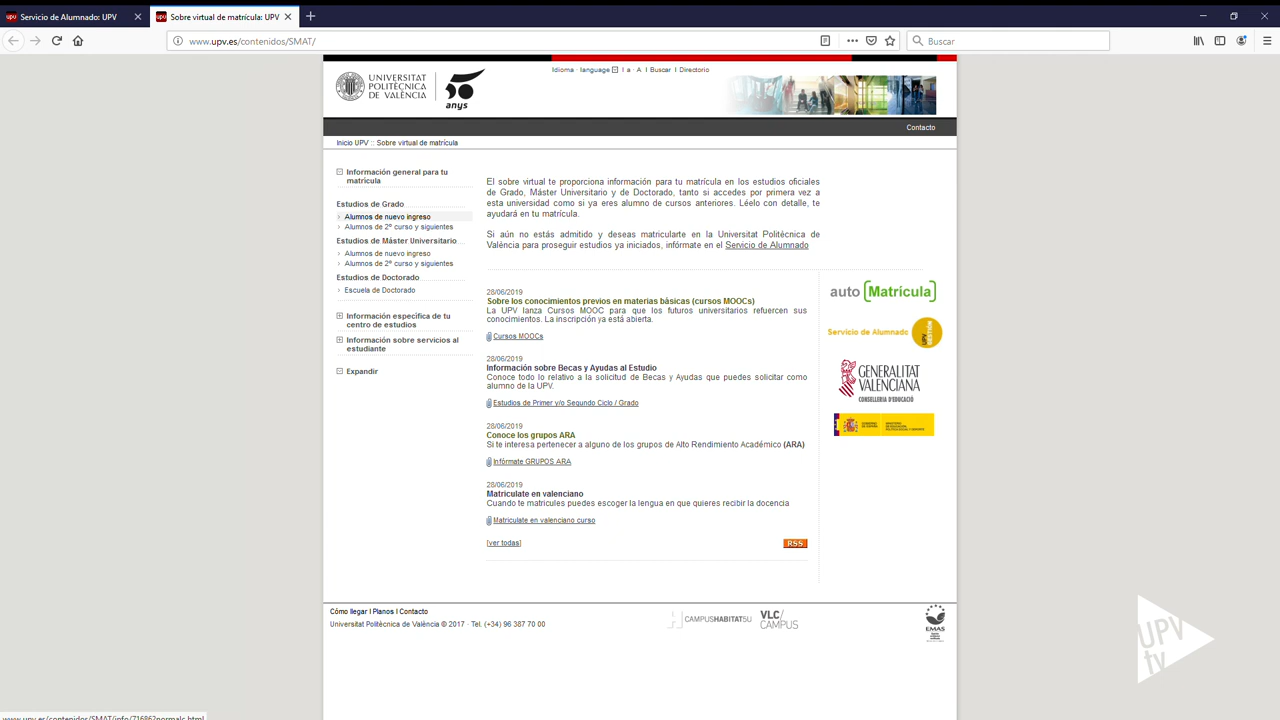 Servicio de Alumnado: UPV
Sobre virtual de matrícula: UPV
www.upv.es/contenidos/SMAT/
Buscar
UNIVERSITAT
POLITÈCNICA
DE VALÈNCIA
50
anys
Idioma · language | a · A | Buscar | Directorio
Contacto
Inicio UPV :: Sobre virtual de matrícula
Información general para tu
matrícula
Estudios de Grado
Alumnos de nuevo ingreso
Alumnos de 2º curso y siguientes
Estudios de Máster Universitario
Alumnos de nuevo ingreso
Alumnos de 2º curso y siguientes
Estudios de Doctorado
Escuela de Doctorado
Información específica de tu
centro de estudios
Información sobre servicios al
estudiante
Expandir
El sobre virtual te proporciona información para tu matrícula en los estudios oficiales
de Grado, Máster Universitario y de Doctorado, tanto si accedes por primera vez a
esta universidad como si ya eres alumno de cursos anteriores. Léelo con detalle, te
ayudará en tu matrícula.
Si aún no estás admitido y deseas matricularte en la Universitat Politècnica de
València para proseguir estudios ya iniciados, infórmate en el Servicio de Alumnado
28/06/2019
Sobre los conocimientos previos en materias básicas (cursos MOOCs)
La UPV lanza Cursos MOOC para que los futuros universitarios refuercen sus
conocimientos. La inscripción ya está abierta.
Cursos MOOCs
28/06/2019
Información sobre Becas y Ayudas al Estudio
Conoce todo lo relativo a la solicitud de Becas y Ayudas que puedes solicitar como
alumno de la UPV.
Estudios de Primer y/o Segundo Ciclo / Grado
28/06/2019
Conoce los grupos ARA
Si te interesa pertenecer a alguno de los grupos de Alto Rendimiento Académico (ARA)
Infórmate GRUPOS ARA
28/06/2019
Matriculate en valenciano
Cuando te matricules puedes escoger la lengua en que quieres recibir la docencia
Matriculate en valenciano curso
[ver todas]
RSS
auto [Matrícula]
Servicio de Alumnado
UPV GESTIÓN
GENERALITAT
VALENCIANA
CONSELLERIA D'EDUCACIÓ
Cómo llegar I Planos I Contacto
Universitat Politècnica de València © 2017 · Tel. (+34) 96 387 70 00
CAMPUSHABITAT5U
VLC/
CAMPUS
EMAS
UPV
tv
www.upv.es/contenidos/SMAT/info/716862normalc.html